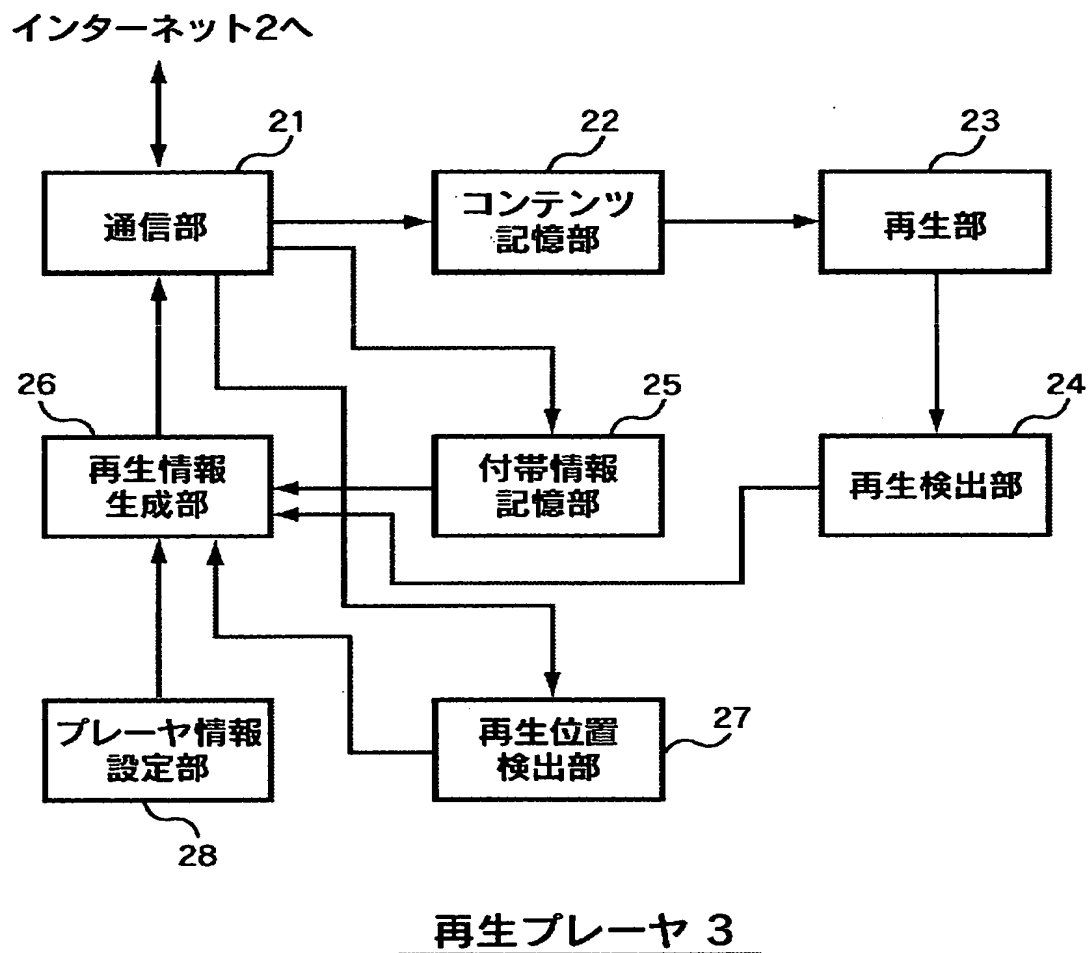 インターネット2へ
21
22
23
通信部
コンテンツ
記憶部
再生部
26
25
24
再生情報
生成部
付帯情報
記憶部
再生検出部
プレーヤ情報
設定部
再生位置
検出部
27
28
再生プレーヤ 3